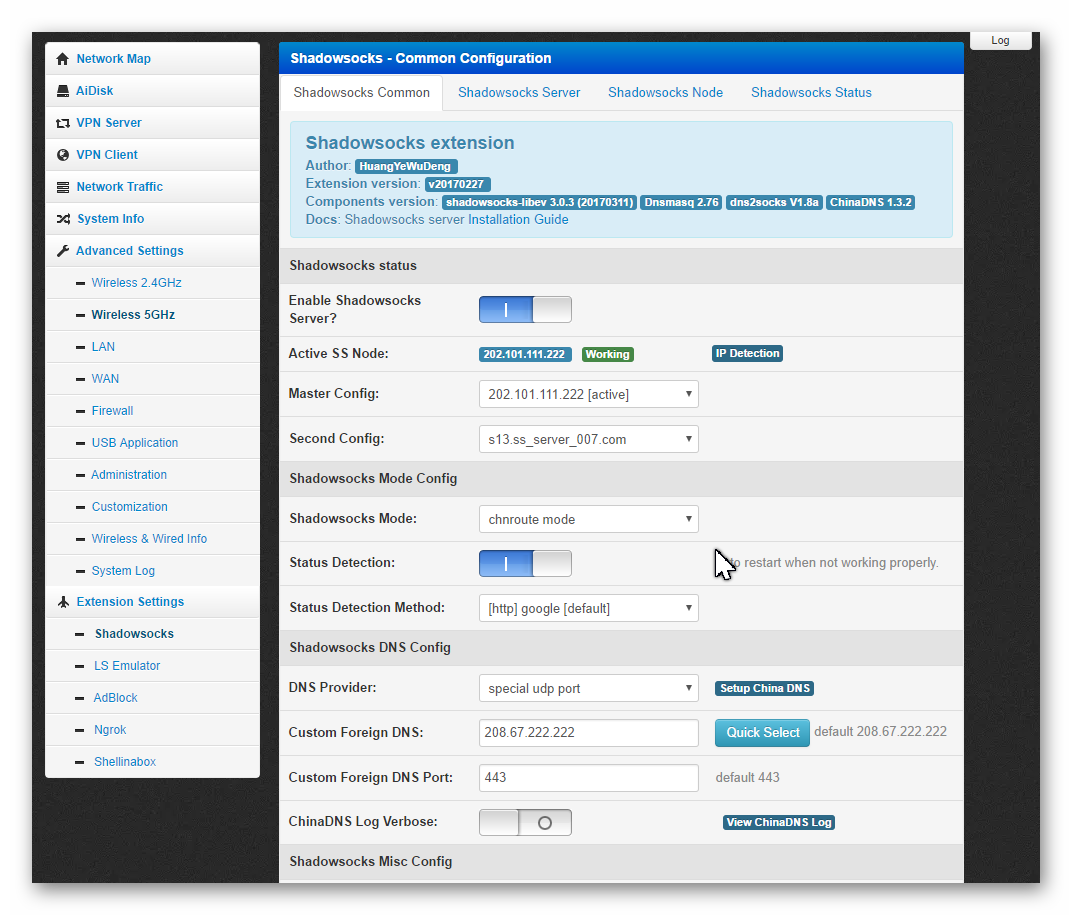 Log
Network Map
AiDisk
VPN Server
VPN Client
Network Traffic
System Info
Advanced Settings
Wireless 2.4GHz
Wireless 5GHz
LAN
WAN
Firewall
USB Application
Administration
Customization
Wireless & Wired Info
System Log
Extension Settings
Shadowsocks
LS Emulator
AdBlock
Ngrok
Shellinabox
Shadowsocks - Common Configuration
Shadowsocks Common Shadowsocks Server Shadowsocks Node Shadowsocks Status
Shadowsocks extension
Author: HuangYeWuDeng
Extension version: v20170227
Components version: shadowsocks-libev 3.0.3 (20170311) Dnsmasq 2.76 dns2socks V1.8a ChinaDNS 1.3.2
Docs: Shadowsocks server Installation Guide
Shadowsocks status
Enable Shadowsocks
Server?
Active SS Node: 202.101.111.222 Working IP Detection
Master Config: 202.101.111.222 [active]
Second Config: s13.ss_server_007.com
Shadowsocks Mode Config
Shadowsocks Mode: chnroute mode
Status Detection: restart when not working properly.
Status Detection Method: [http] google [default]
Shadowsocks DNS Config
DNS Provider: special udp port Setup China DNS
Custom Foreign DNS: 208.67.222.222 Quick Select default 208.67.222.222
Custom Foreign DNS Port: 443 default 443
ChinaDNS Log Verbose: View ChinaDNS Log
Shadowsocks Misc Config